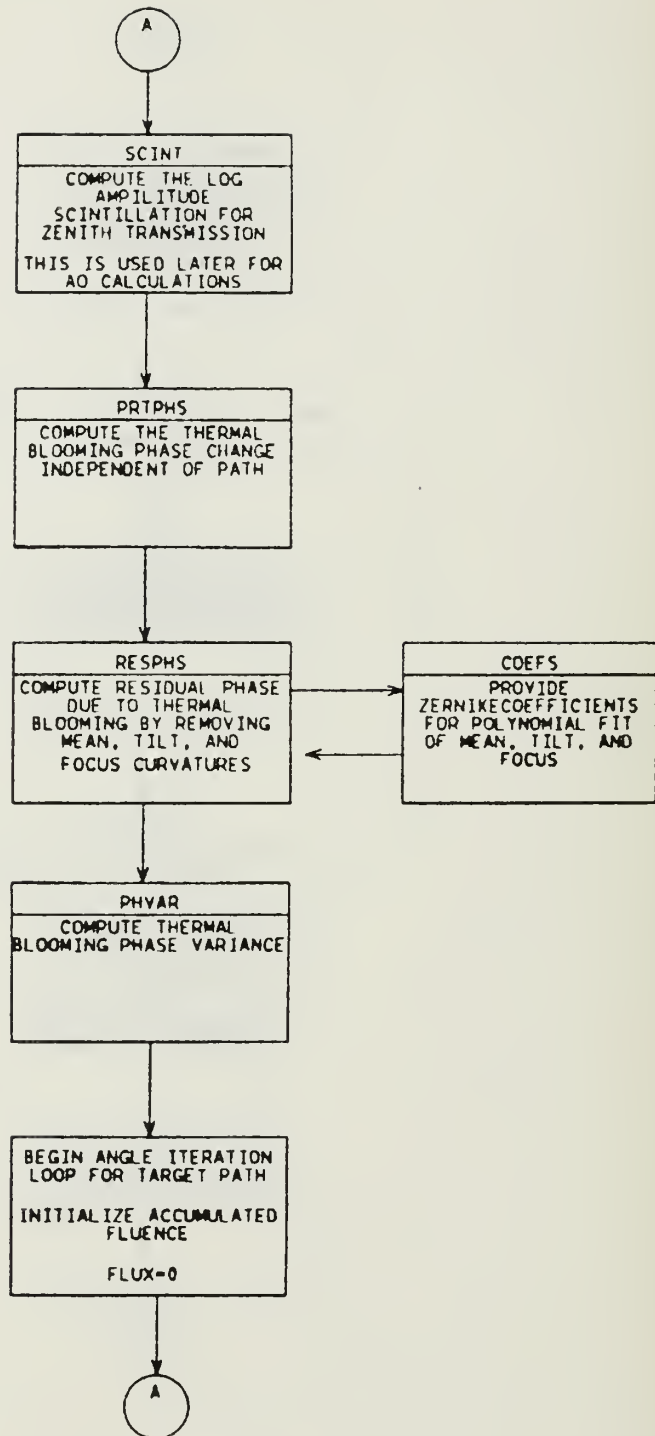 A
SCINT
COMPUTE THE LOG
AMPILITUDE
SCINTILLATION FOR
ZENITH TRANSMISSION
THIS IS USED LATER FOR
AO CALCULATIONS
PRTPHS
COMPUTE THE THERMAL
BLOOMING PHASE CHANGE
INDEPENDENT OF PATH
RESPHS
COMPUTE RESIDUAL PHASE
DUE TO THERMAL
BLOOMING BY REMOVING
MEAN, TILT, AND
FOCUS CURVATURES
COEFS
PROVIDE
ZERNIKECOEFFICIENTS
FOR POLYNOMIAL FIT
OF MEAN, TILT, AND
FOCUS
PHVAR
COMPUTE THERMAL
BLOOMING PHASE VARIANCE
BEGIN ANGLE ITERATION
LOOP FOR TARGET PATH
INITIALIZE ACCUMULATED
FLUENCE
FLUX=0
A